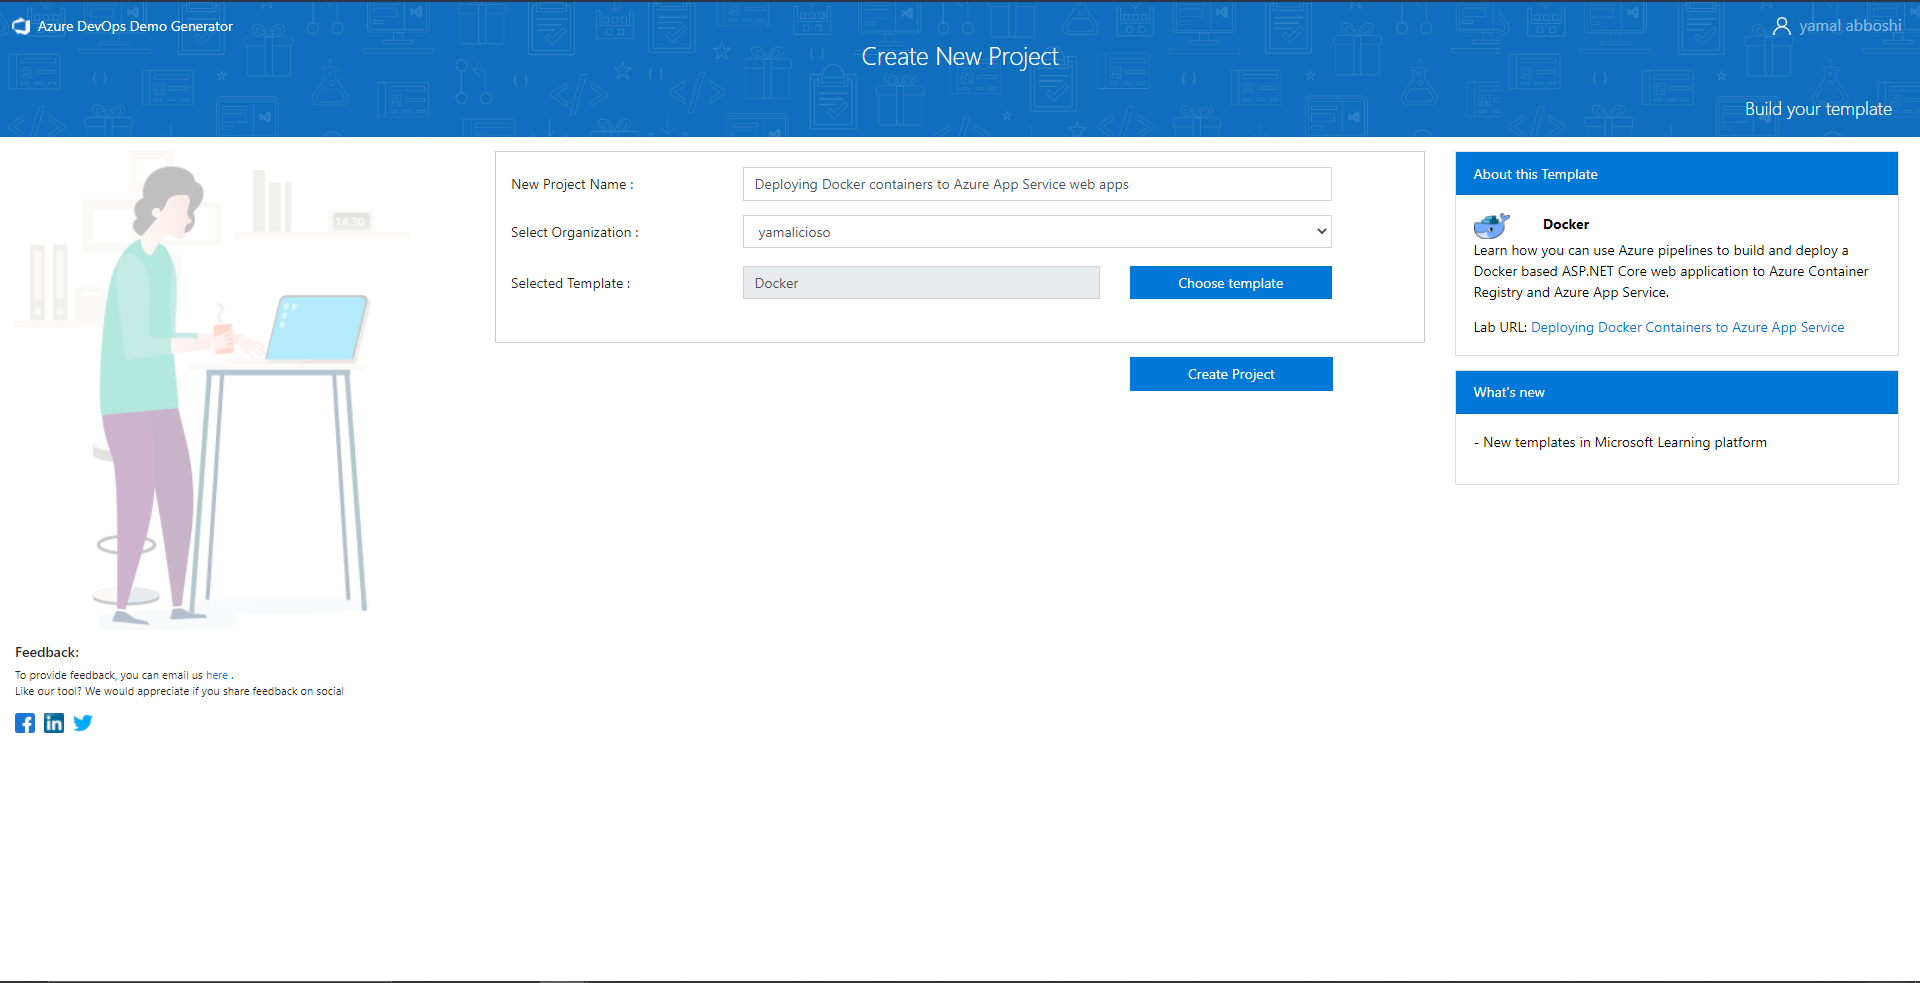 Azure DevOps Demo Generator
yamal abboshi
Create New Project
Build your template
New Project Name :
Deploying Docker containers to Azure App Service web apps
Select Organization :
yamalicioso
Selected Template :
Docker
Choose template
Create Project
About this Template
Docker
Learn how you can use Azure pipelines to build and deploy a
Docker based ASP.NET Core web application to Azure Container
Registry and Azure App Service.
Lab URL: Deploying Docker Containers to Azure App Service
What's new
- New templates in Microsoft Learning platform
14.30
Feedback:
To provide feedback, you can email us here .
Like our tool? We would appreciate if you share feedback on social